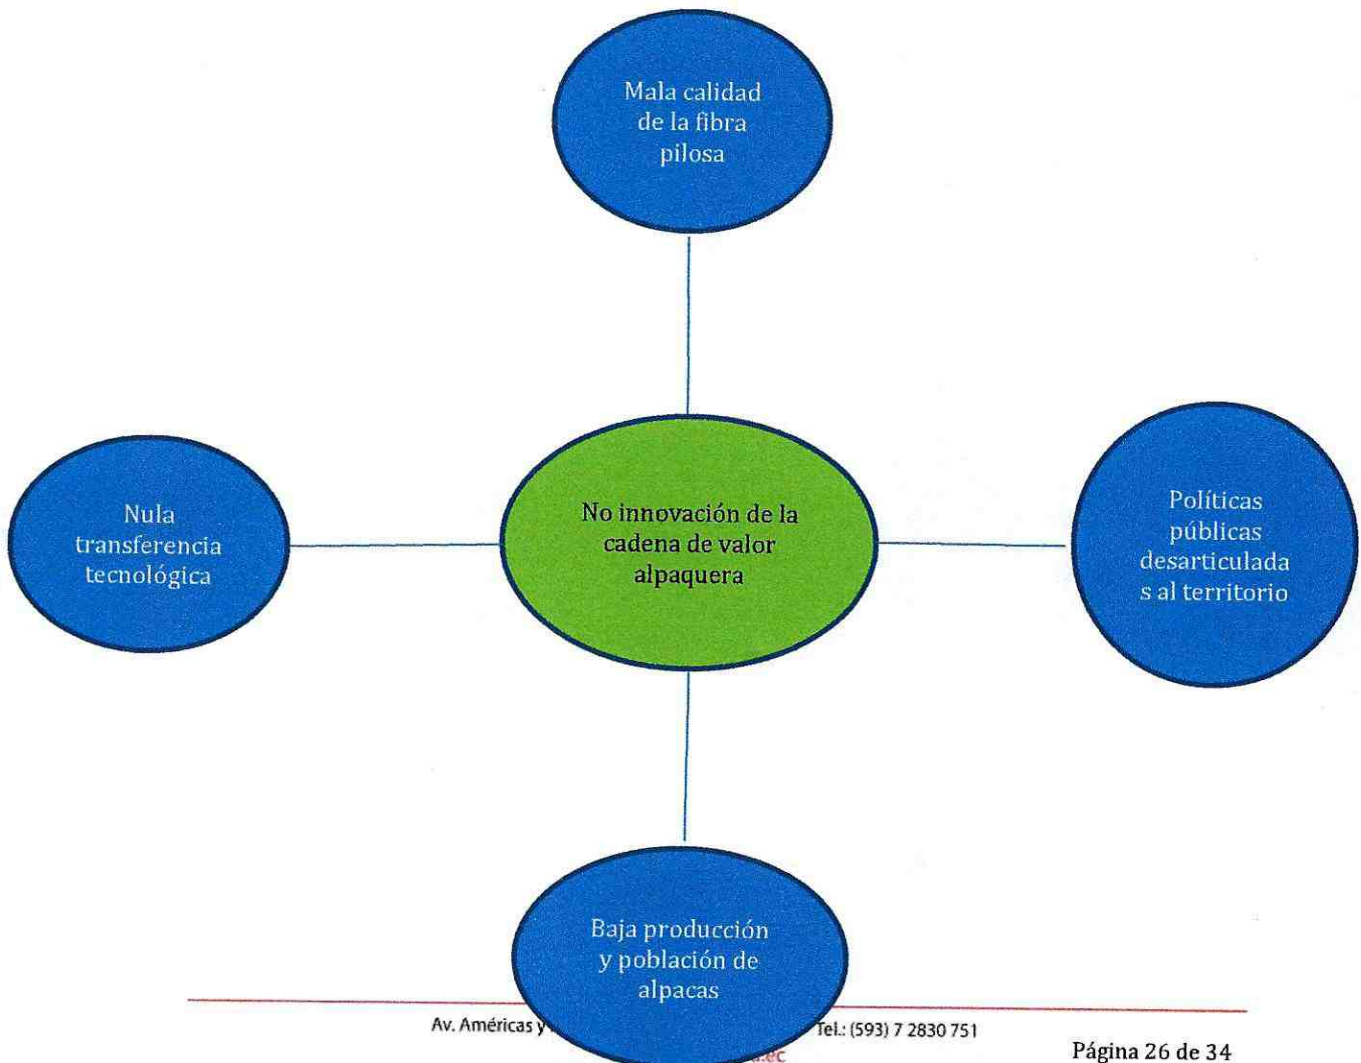 Mala calidad
de la fibra
pilosa
Nula
transferencia
tecnológica
No innovación de la
cadena de valor
alpaquera
Políticas
públicas
desarticulada
s al territorio
Baja producción
y población de
alpacas
Av. Américas y
Tel.: (593) 7 2830 751
.ec
Página 26 de 34